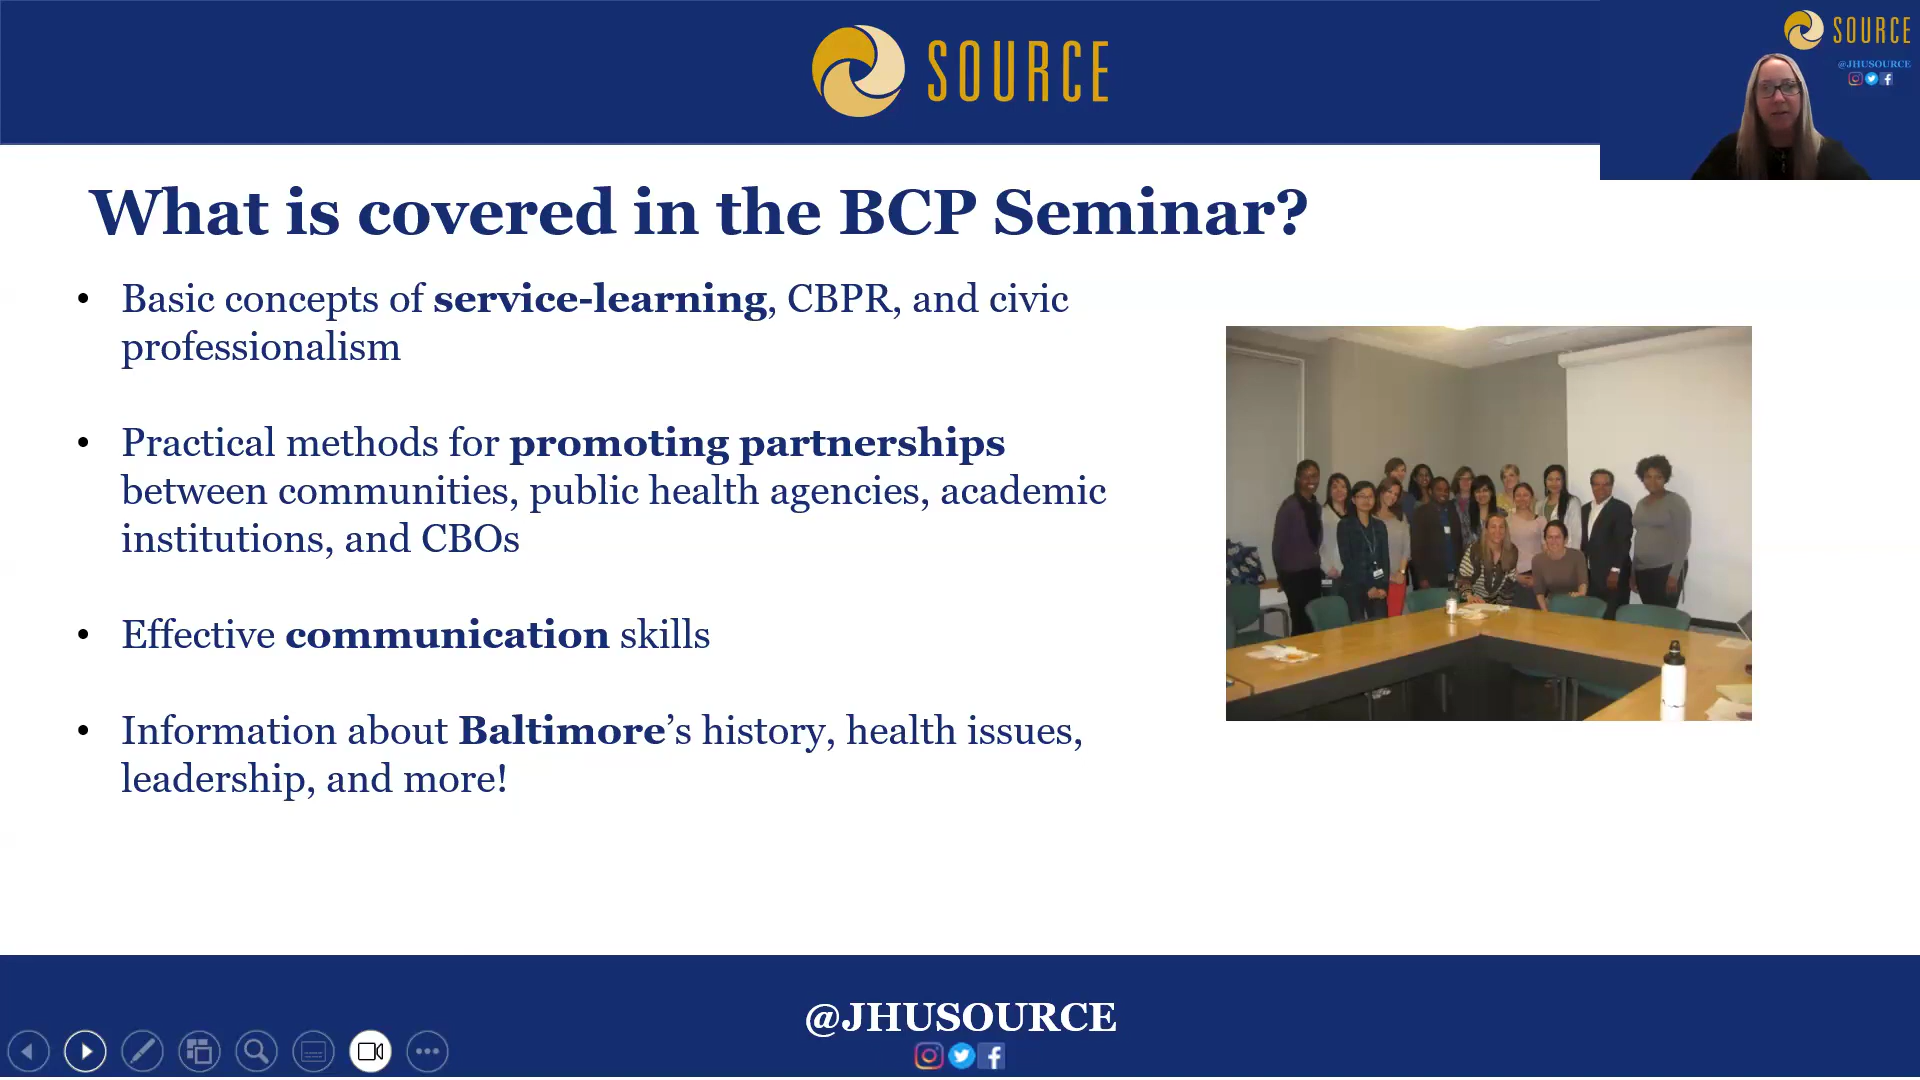 SOURCE
SOURCE
@JHUSOURCE
What is covered in the BCP Seminar?
• Basic concepts of service-learning, CBPR, and civic
professionalism
• Practical methods for promoting partnerships
between communities, public health agencies, academic
institutions, and CBOs
• Effective communication skills
• Information about Baltimore’s history, health issues,
leadership, and more!
@JHUSOURCE